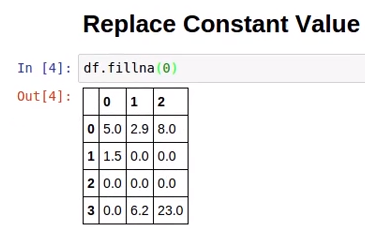 Replace Constant Value
In [4]: df.fillna(0)
Out[4]:
0 1 2
0 5.0 2.9 8.0
1 1.5 0.0 0.0
2 0.0 0.0 0.0
3 0.0 6.2 23.0